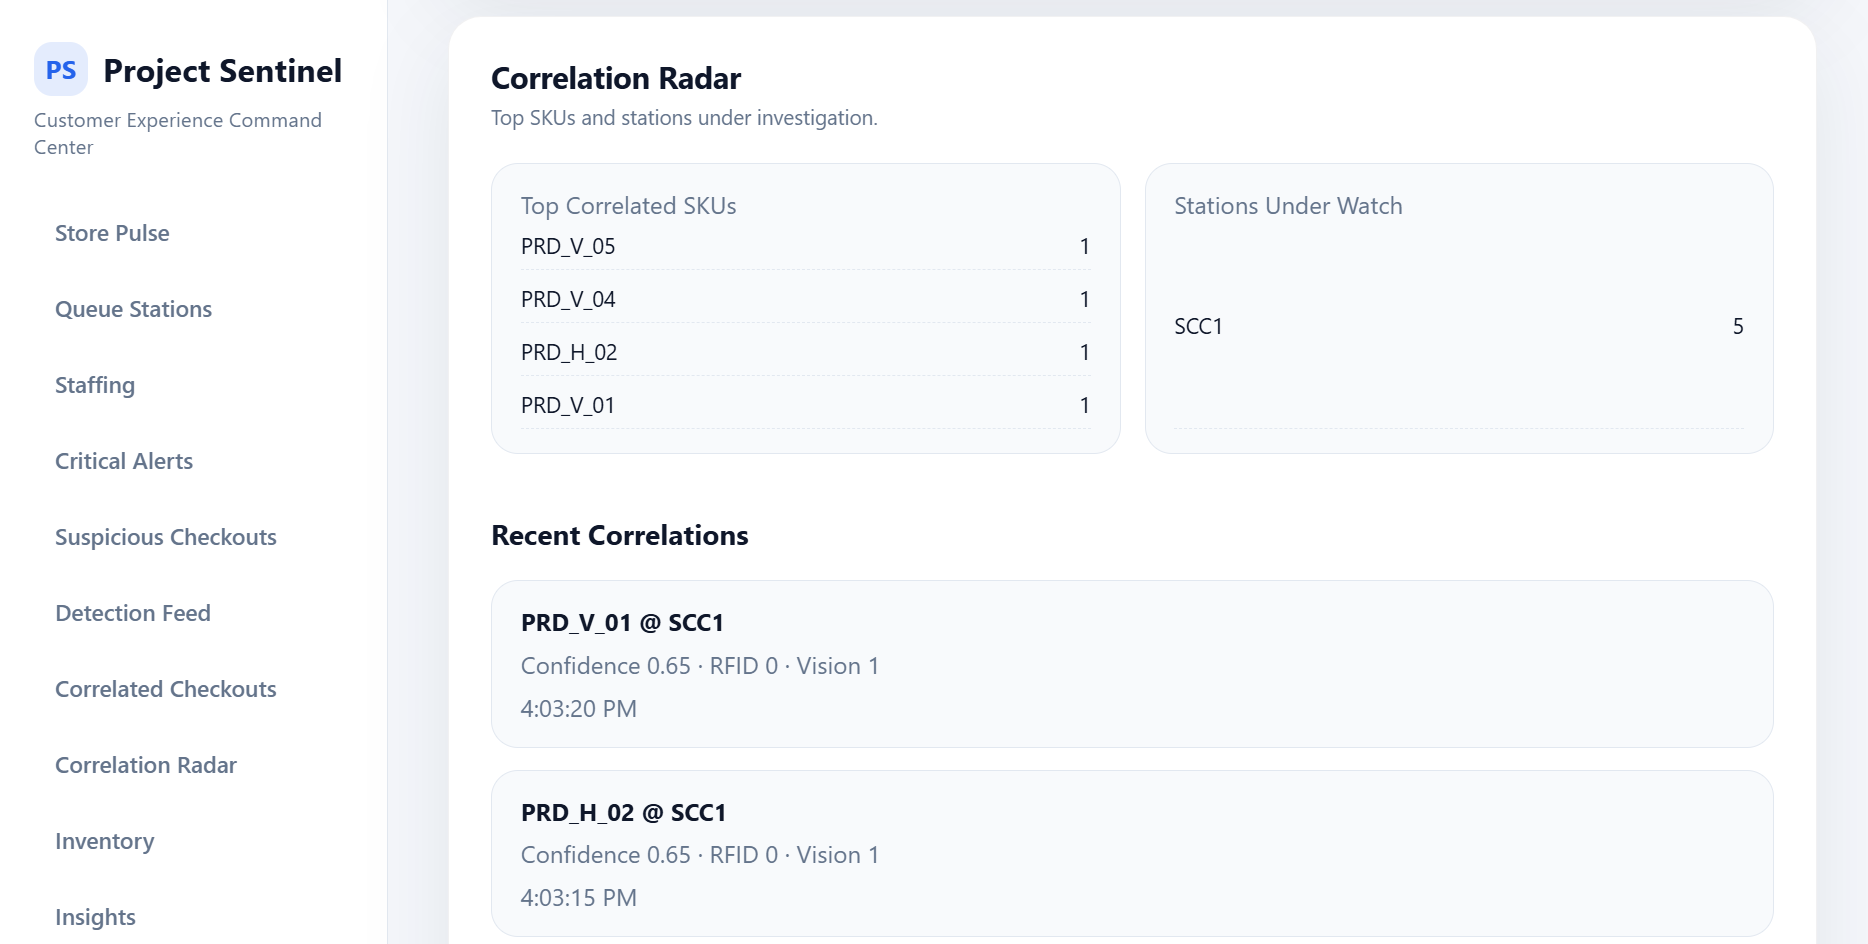 PS
Project Sentinel
Customer Experience Command
Center
Store Pulse
Queue Stations
Staffing
Critical Alerts
Suspicious Checkouts
Detection Feed
Correlated Checkouts
Correlation Radar
Inventory
Insights
Correlation Radar
Top SKUs and stations under investigation.
Top Correlated SKUs
PRD_V_05 1
PRD_V_04 1
PRD_H_02 1
PRD_V_01 1
Stations Under Watch
SCC1 5
Recent Correlations
PRD_V_01 @ SCC1
Confidence 0.65 · RFID 0 · Vision 1
4:03:20 PM
PRD_H_02 @ SCC1
Confidence 0.65 · RFID 0 · Vision 1
4:03:15 PM